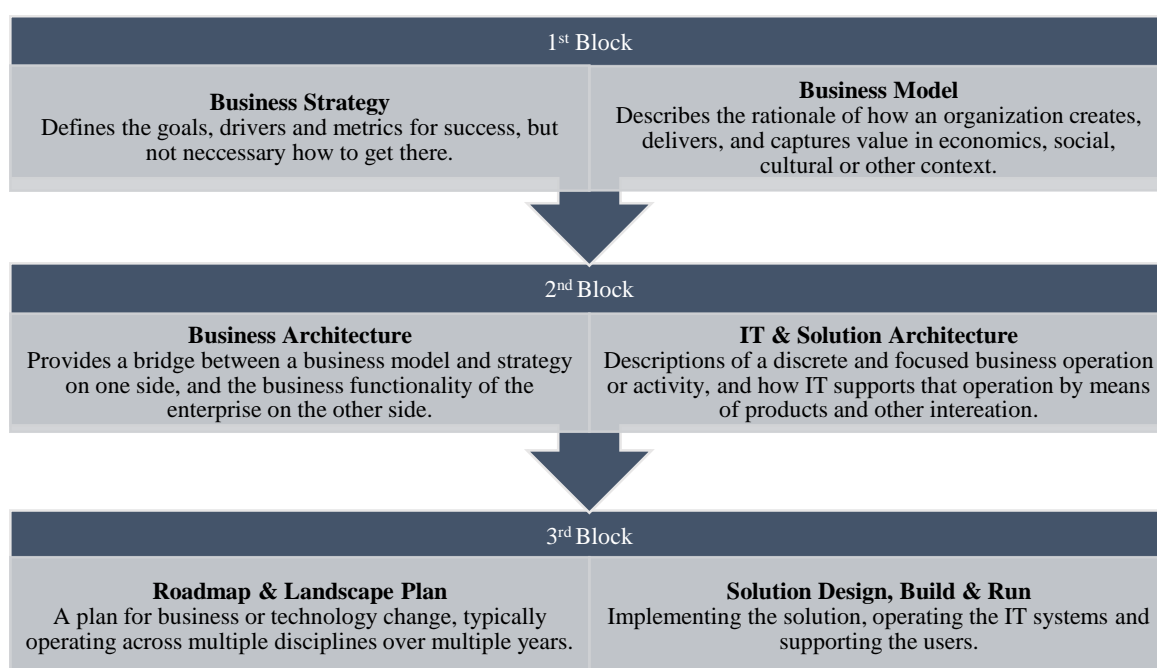 1st Block
Business Strategy
Defines the goals, drivers and metrics for success, but
not neccessary how to get there.
Business Model
Describes the rationale of how an organization creates,
delivers, and captures value in economics, social,
cultural or other context.
2nd Block
Business Architecture
Provides a bridge between a business model and strategy
on one side, and the business functionality of the
enterprise on the other side.
IT & Solution Architecture
Descriptions of a discrete and focused business operation
or activity, and how IT supports that operation by means
of products and other intereation.
3rd Block
Roadmap & Landscape Plan
A plan for business or technology change, typically
operating across multiple disciplines over multiple years.
Solution Design, Build & Run
Implementing the solution, operating the IT systems and
supporting the users.